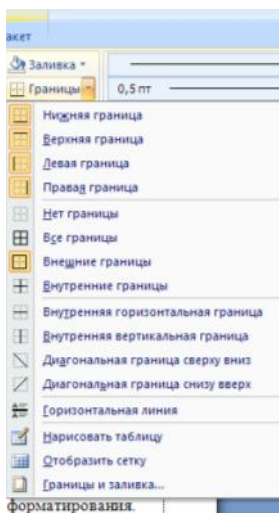 акет
Заливка
Границы
0,5 пт
Нижняя граница
Верхняя граница
Левая граница
Правая граница
Нет границы
Все границы
Внешние границы
Внутренние границы
Внутренняя горизонтальная граница
Внутренняя вертикальная граница
Диагональная граница сверху вниз
Диагональная граница снизу вверх
Горизонтальная линия
Нарисовать таблицу
Отобразить сетку
Границы и заливка...
форматирования.